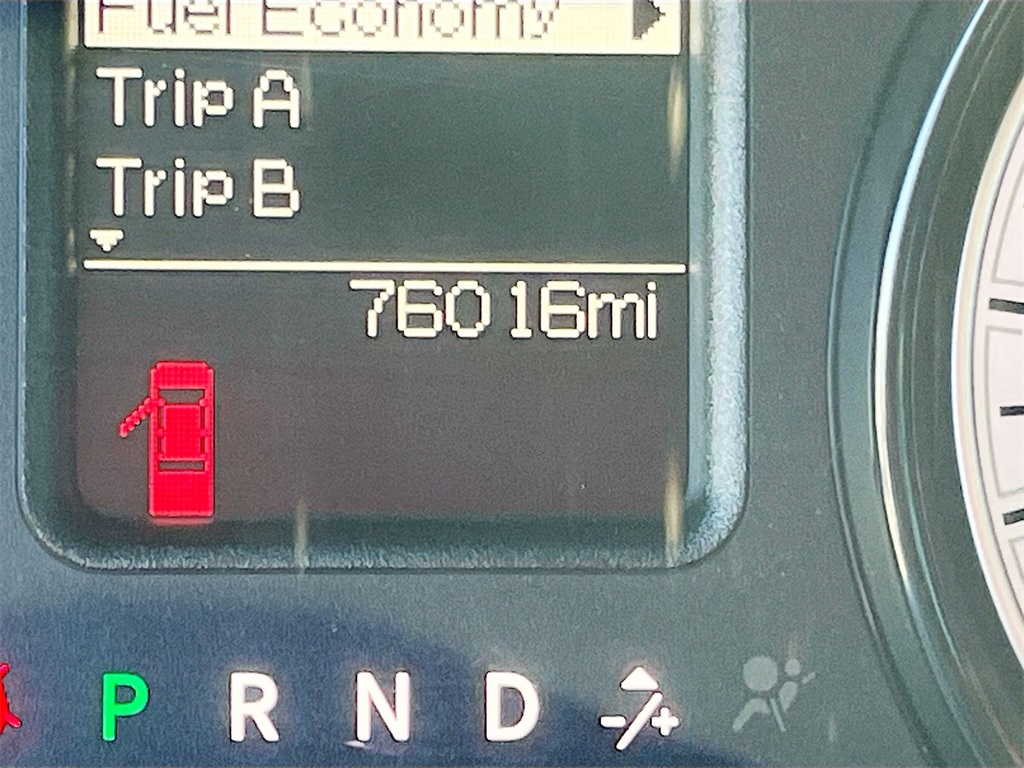 Fuel Economy
Trip A
Trip B
76016mi
P R N D -/+